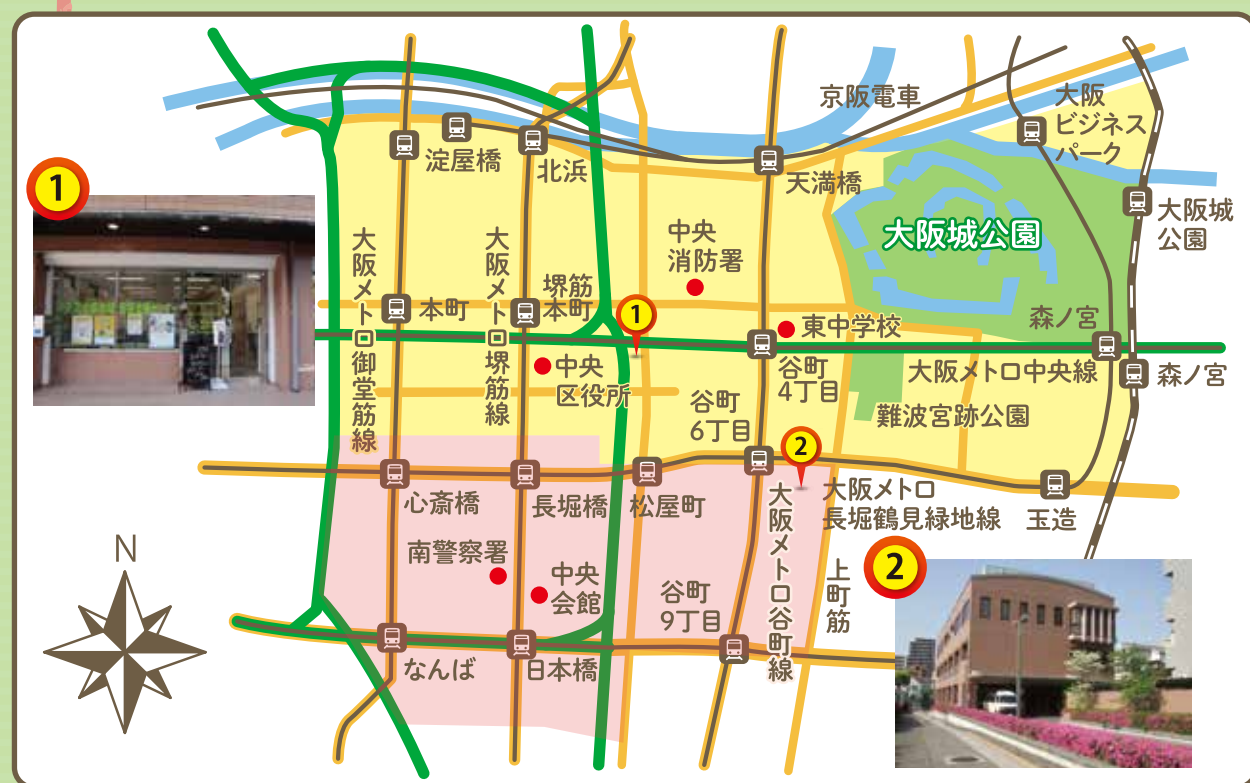 京阪電車
大阪
ビジネス
パーク
淀屋橋
北浜
天満橋
大阪城
公園
大阪城公園
中央
消防署
1
1
大阪メトロ御堂筋線
大阪メトロ堺筋線
本町
堺筋
本町
東中学校
森ノ宮
中央
区役所
谷町
4丁目
大阪メトロ中央線
森ノ宮
谷町
6丁目
難波宮跡公園
2
心斎橋
長堀橋
松屋町
大阪メトロ谷町線
大阪メトロ
長堀鶴見緑地線
玉造
南警察署
中央
会館
谷町
9丁目
上町筋
2
N
なんば
日本橋